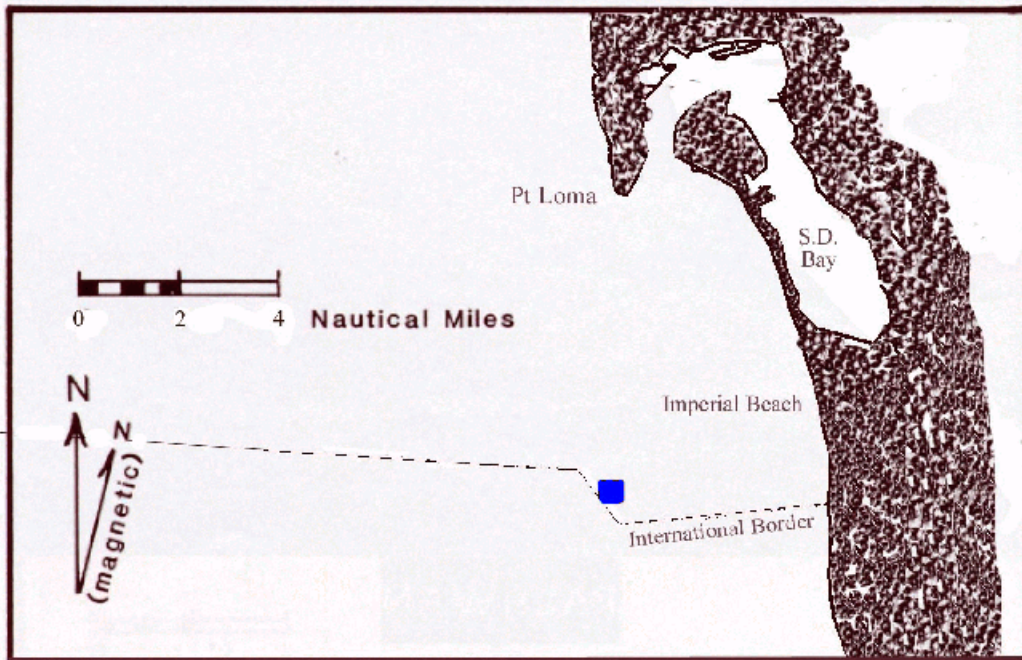 Pt Loma
S.D.
Bay
0 2 4 Nautical Miles
N
Imperial Beach
N
(magnetic)
International Border